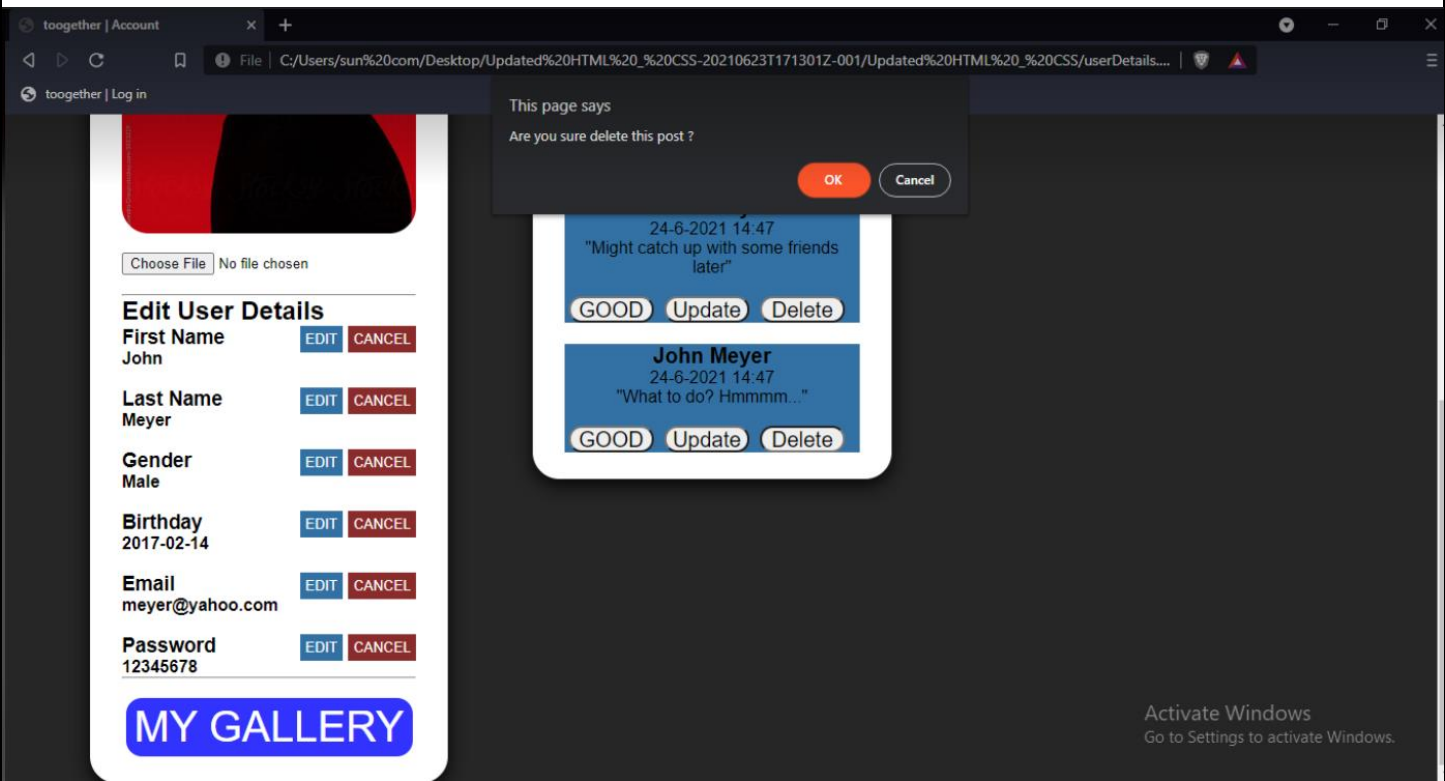 toogether | Account
File | C:/Users/sun%20com/Desktop/Updated%20HTML%20_%20CSS-20210623T171301Z-001/Updated%20HTML%20_%20CSS/userDetails....
toogether | Log in
This page says
Are you sure delete this post ?
OK Cancel
Choose File No file chosen
Edit User Details
First Name EDIT CANCEL
John
Last Name EDIT CANCEL
Meyer
Gender EDIT CANCEL
Male
Birthday EDIT CANCEL
2017-02-14
Email EDIT CANCEL
meyer@yahoo.com
Password EDIT CANCEL
12345678
MY GALLERY
24-6-2021 14:47
"Might catch up with some friends
later"
GOOD Update Delete
John Meyer
24-6-2021 14:47
"What to do? Hmmmm..."
GOOD Update Delete
Activate Windows
Go to Settings to activate Windows.